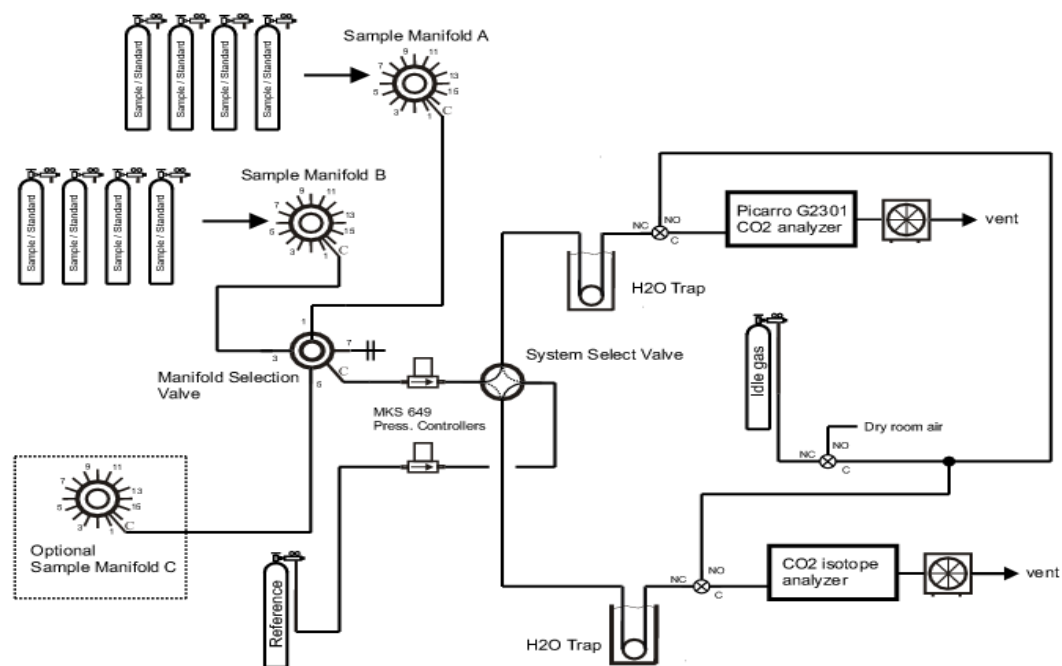 Sample Manifold A
Sample / Standard
Sample / Standard
Sample / Standard
Sample / Standard
9
11
7
13
5
15
3
1
C
Sample Manifold B
Sample / Standard
Sample / Standard
Sample / Standard
Sample / Standard
9
11
7
13
5
15
3
1
C
NC
NO
C
Picarro G2301
CO2 analyzer
vent
H2O Trap
1
3
7
5
C
Manifold Selection
Valve
System Select Valve
MKS 649
Press. Controllers
Idle gas
Dry room air
NO
NC
C
9
11
7
13
5
15
3
1
C
Optional
Sample Manifold C
Reference
NC
NO
C
CO2 isotope
analyzer
vent
H2O Trap